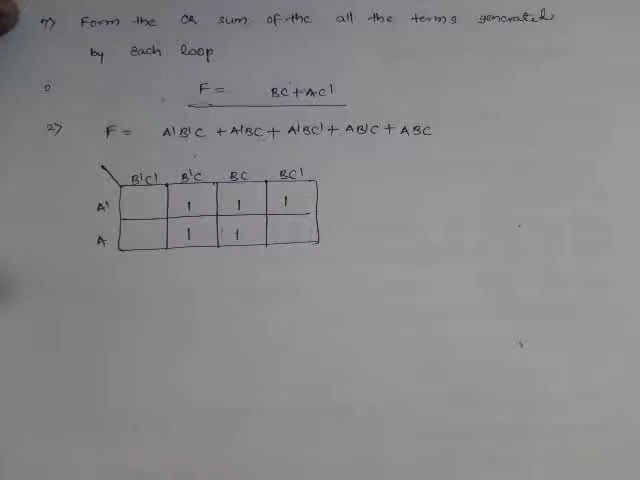 7) Form the OR sum of the all the terms generated
by each loop
F = BC + AC'
2) F = A'B'C + A'BC + A'BC' + AB'C + ABC
B'C' B'C BC BC'
A' 1 1 1
A 1 1